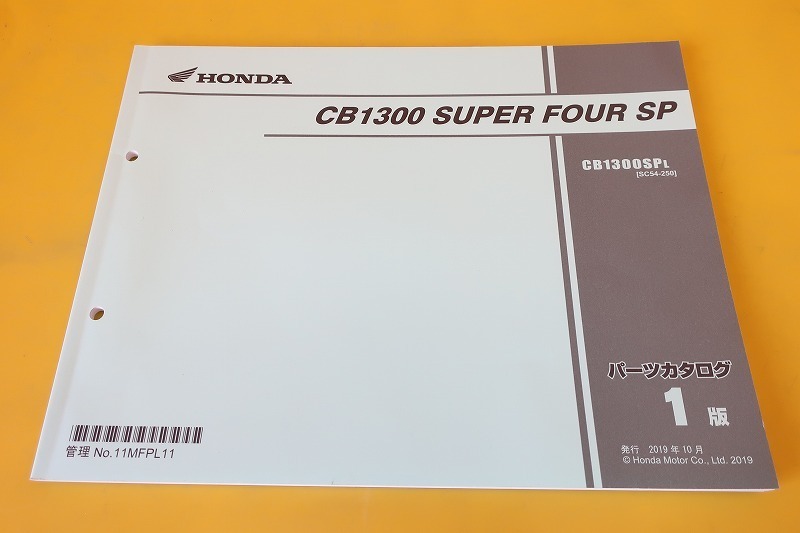 HONDA
CB1300 SUPER FOUR SP
CB1300SPL
[SC54-250]
パーツカタログ
1 版
発行 2019 年 10 月
© Honda Motor Co., Ltd. 2019
管理 No.11MFPL11